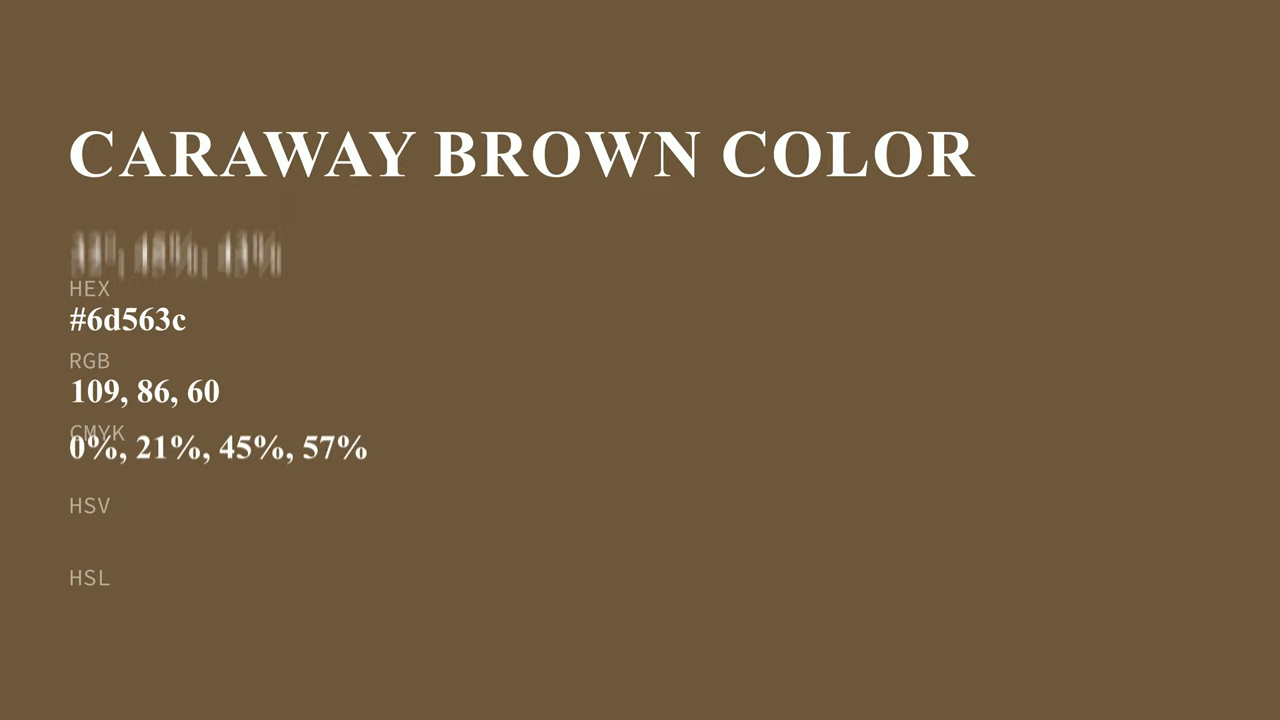 CARAWAY BROWN COLOR
HEX
#6d563c
RGB
109, 86, 60
CMYK
0%, 21%, 45%, 57%
HSV
HSL